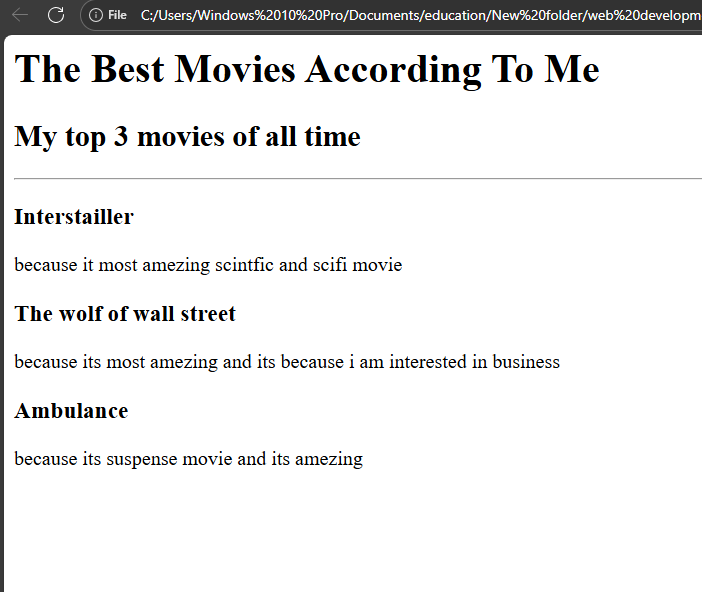 File C:/Users/Windows%2010%20Pro/Documents/education/New%20folder/web%20developm
The Best Movies According To Me
My top 3 movies of all time
Interstailler
because it most amezing scintfic and scifi movie
The wolf of wall street
because its most amezing and its because i am interested in business
Ambulance
because its suspense movie and its amezing